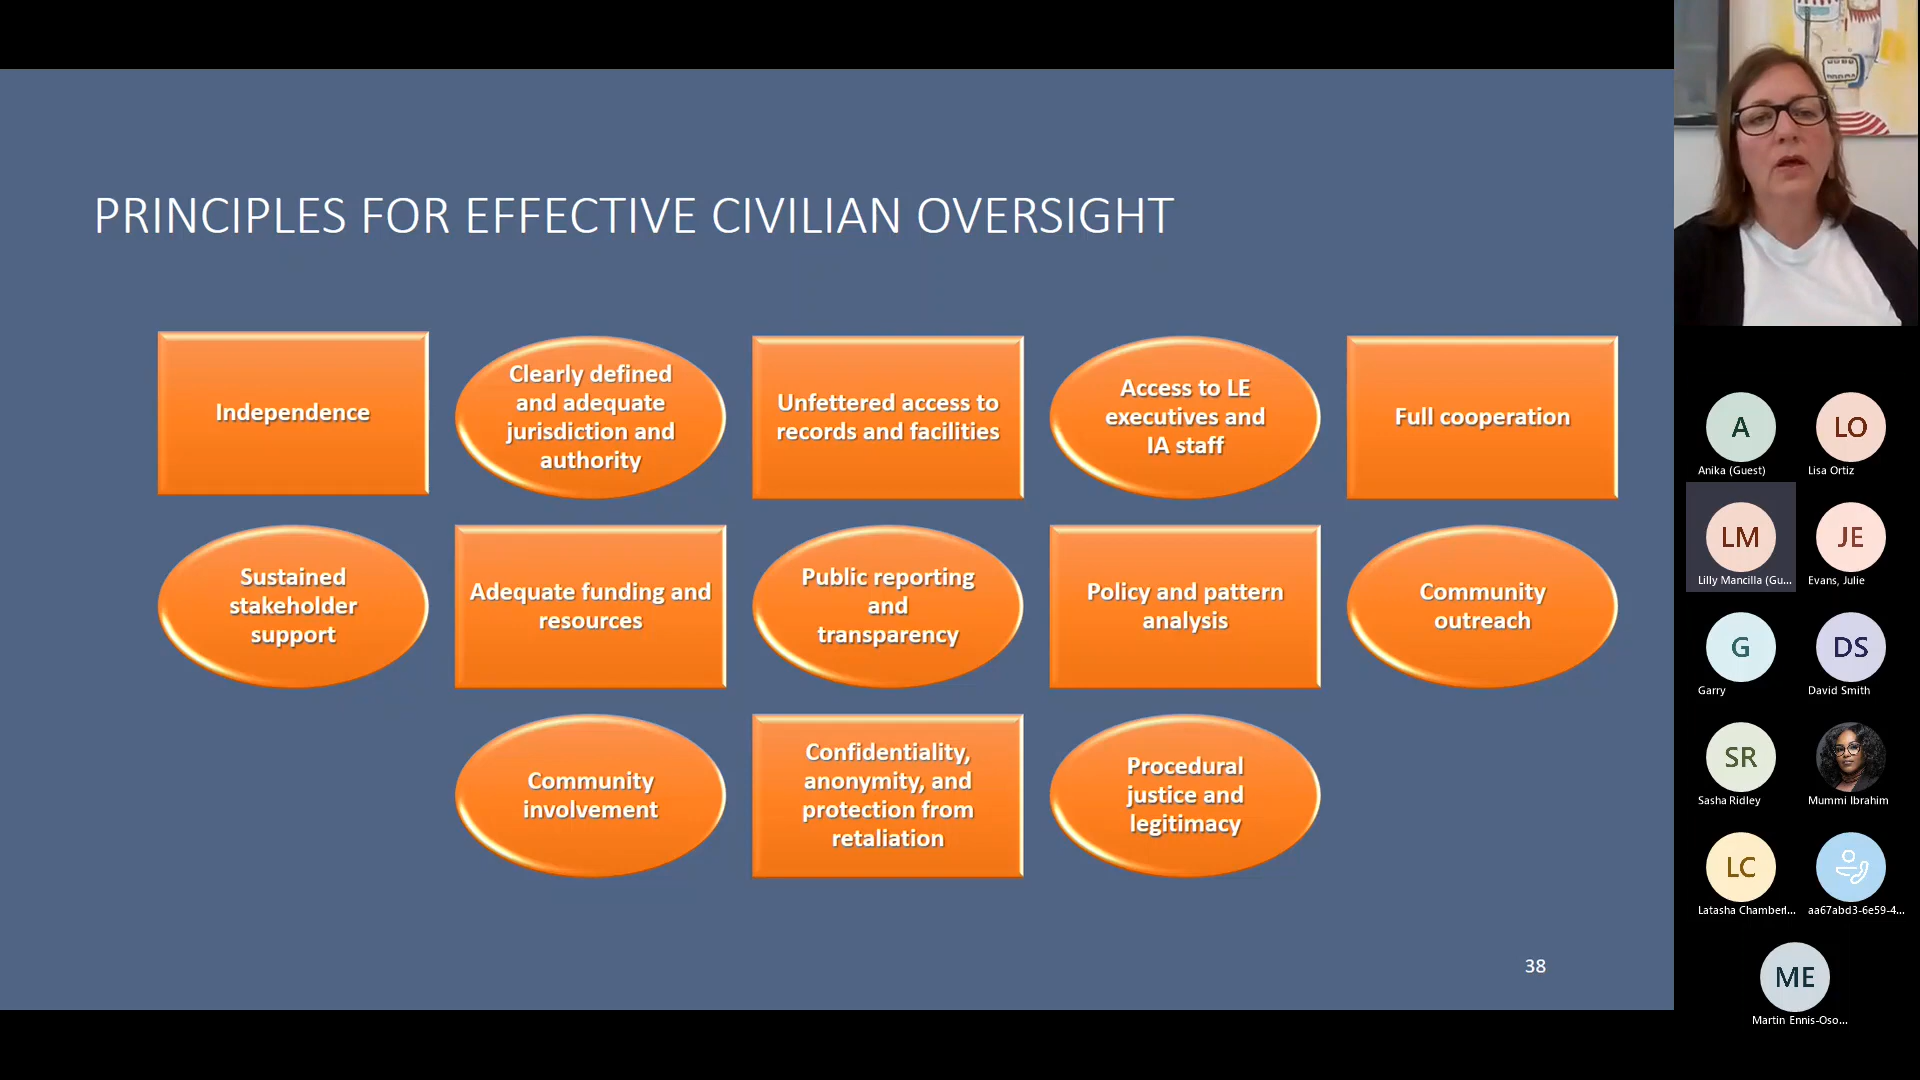 PRINCIPLES FOR EFFECTIVE CIVILIAN OVERSIGHT
Independence
Clearly defined
and adequate
jurisdiction and
authority
Unfettered access to
records and facilities
Access to LE
executives and
IA staff
Full cooperation
Sustained
stakeholder
support
Adequate funding and
resources
Public reporting
and
transparency
Policy and pattern
analysis
Community
outreach
Community
involvement
Confidentiality,
anonymity, and
protection from
retaliation
Procedural
justice and
legitimacy
38
A
Anika (Guest)
LO
Lisa Ortiz
LM
Lilly Mancilla (Gu...
JE
Evans, Julie
G
Garry
DS
David Smith
SR
Sasha Ridley
Mummi Ibrahim
LC
Latasha Chamberl...
aa67abd3-6e59-4...
ME
Martin Ennis-Oso...